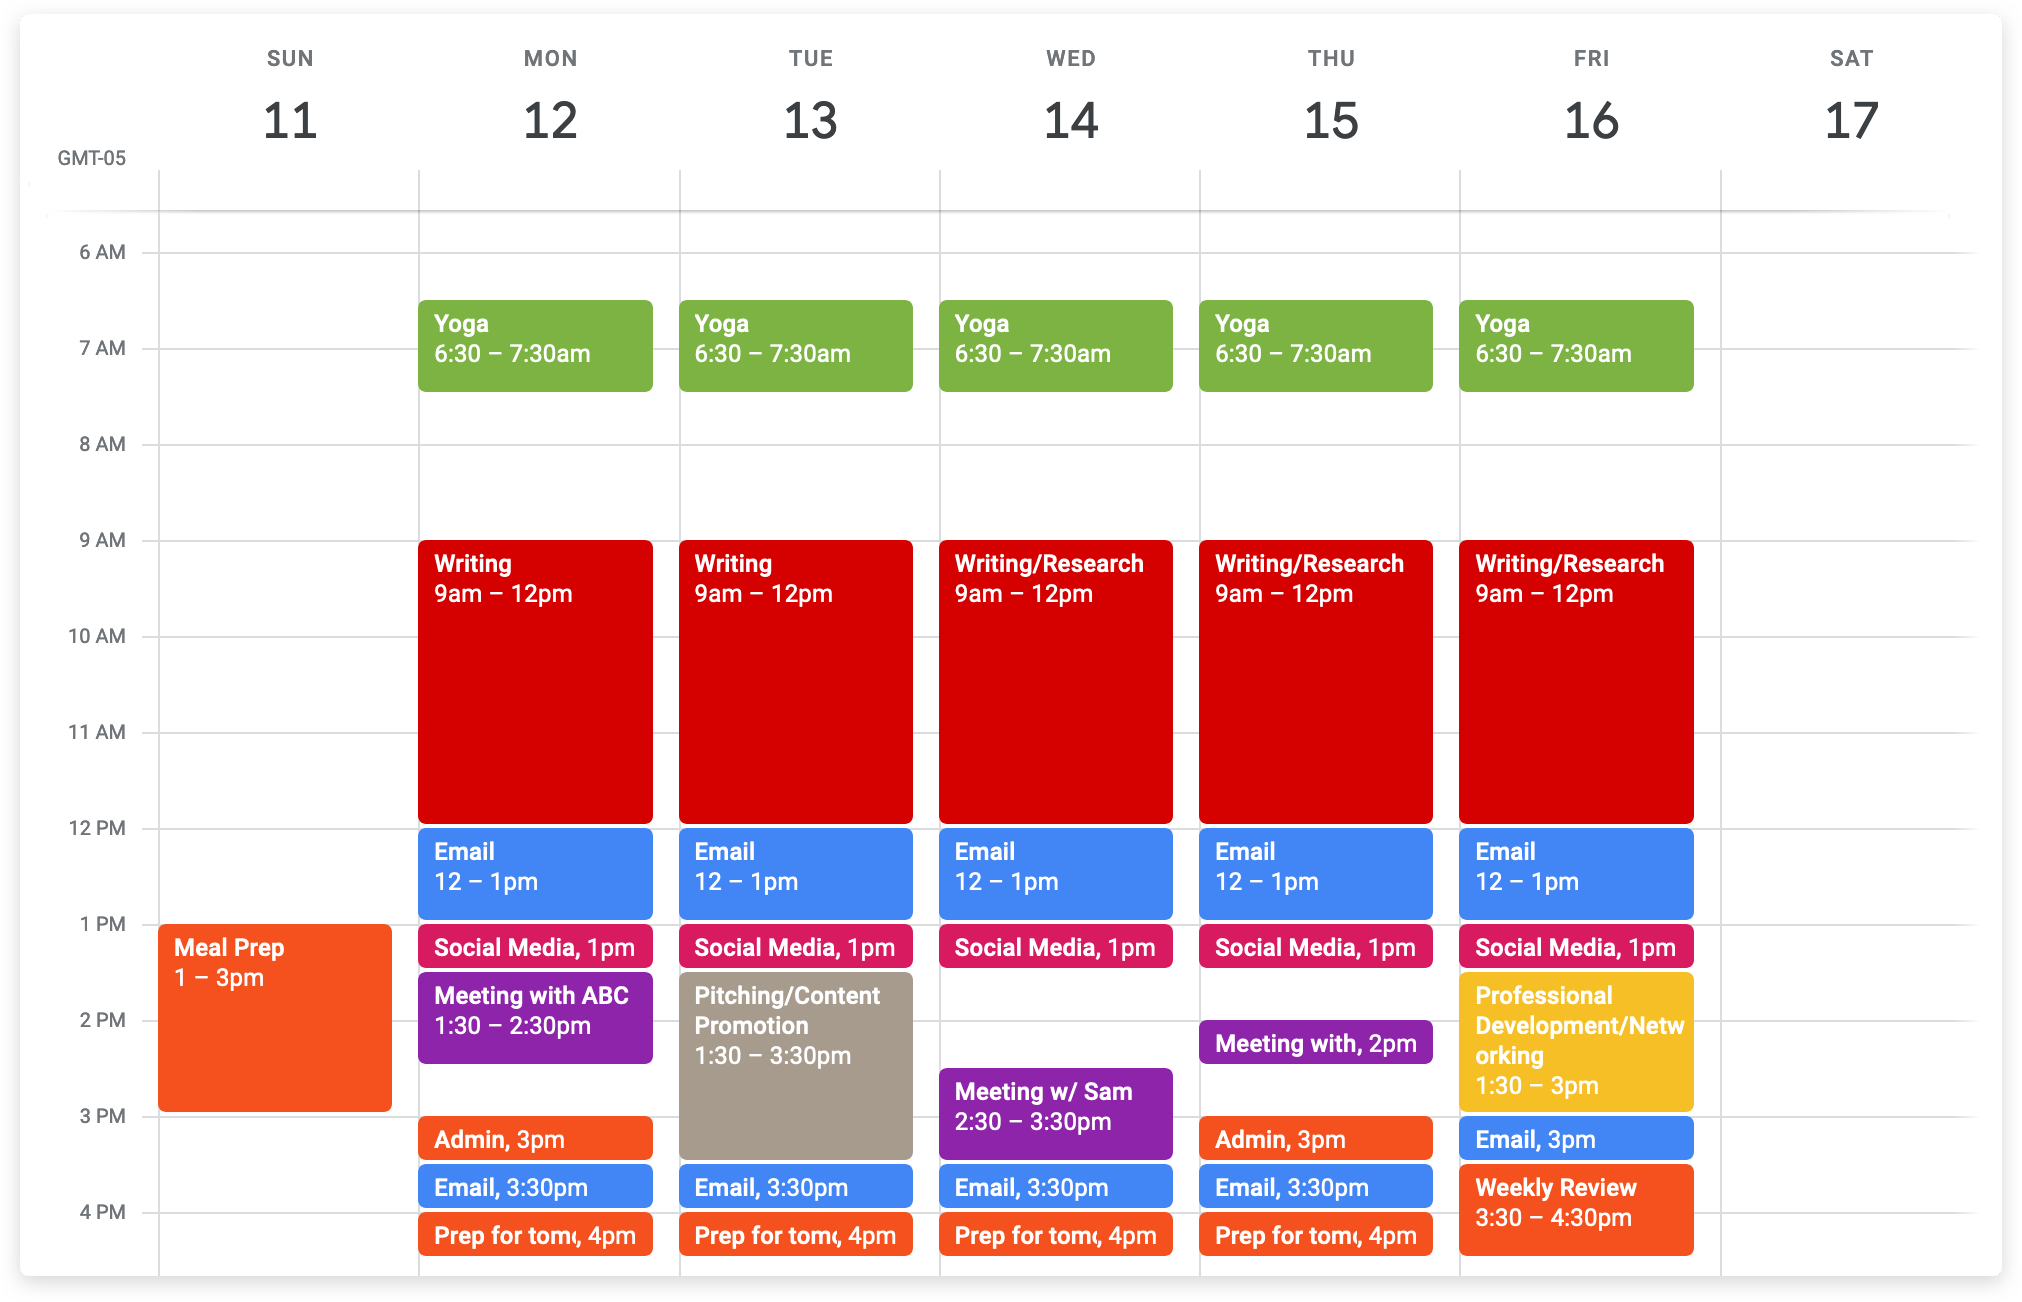 SUN
MON
TUE
WED
THU
FRI
SAT
11
12
13
14
15
16
17
GMT-05
6 AM
7 AM
8 AM
9 AM
10 AM
11 AM
12 PM
1 PM
2 PM
3 PM
4 PM
Meal Prep
1 – 3pm
Yoga
6:30 – 7:30am
Writing
9am – 12pm
Email
12 – 1pm
Social Media, 1pm
Meeting with ABC
1:30 – 2:30pm
Admin, 3pm
Email, 3:30pm
Prep for tomo, 4pm
Yoga
6:30 – 7:30am
Writing
9am – 12pm
Email
12 – 1pm
Social Media, 1pm
Pitching/Content
Promotion
1:30 – 3:30pm
Email, 3:30pm
Prep for tomo, 4pm
Yoga
6:30 – 7:30am
Writing/Research
9am – 12pm
Email
12 – 1pm
Social Media, 1pm
Meeting w/ Sam
2:30 – 3:30pm
Email, 3:30pm
Prep for tomo, 4pm
Yoga
6:30 – 7:30am
Writing/Research
9am – 12pm
Email
12 – 1pm
Social Media, 1pm
Meeting with, 2pm
Admin, 3pm
Email, 3:30pm
Prep for tomo, 4pm
Yoga
6:30 – 7:30am
Writing/Research
9am – 12pm
Email
12 – 1pm
Social Media, 1pm
Professional
Development/Netw
orking
1:30 – 3pm
Email, 3pm
Weekly Review
3:30 – 4:30pm